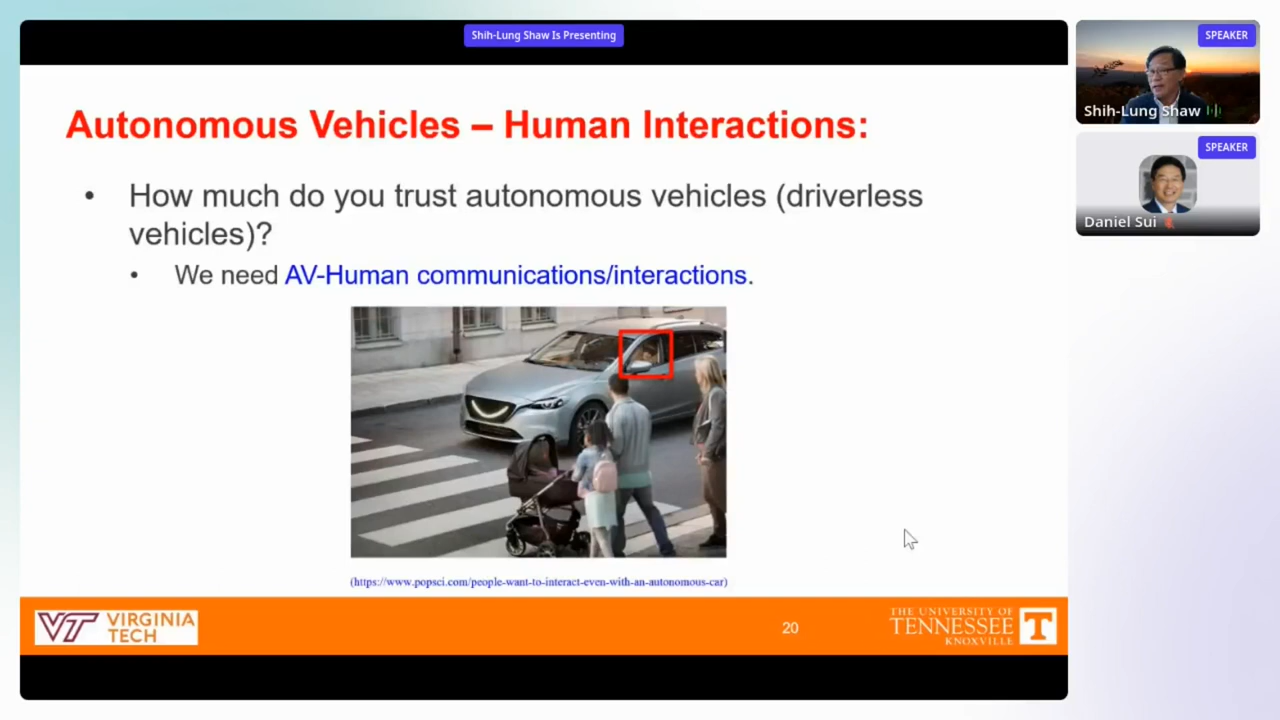 Shih-Lung Shaw Is Presenting
SPEAKER
Shih-Lung Shaw
SPEAKER
Daniel Sui
Autonomous Vehicles – Human Interactions:
• How much do you trust autonomous vehicles (driverless
vehicles)?
• We need AV-Human communications/interactions.
(https://www.popsci.com/people-want-to-interact-even-with-an-autonomous-car)
VT VIRGINIA
TECH
20
THE UNIVERSITY OF
TENNESSEE
KNOXVILLE
T